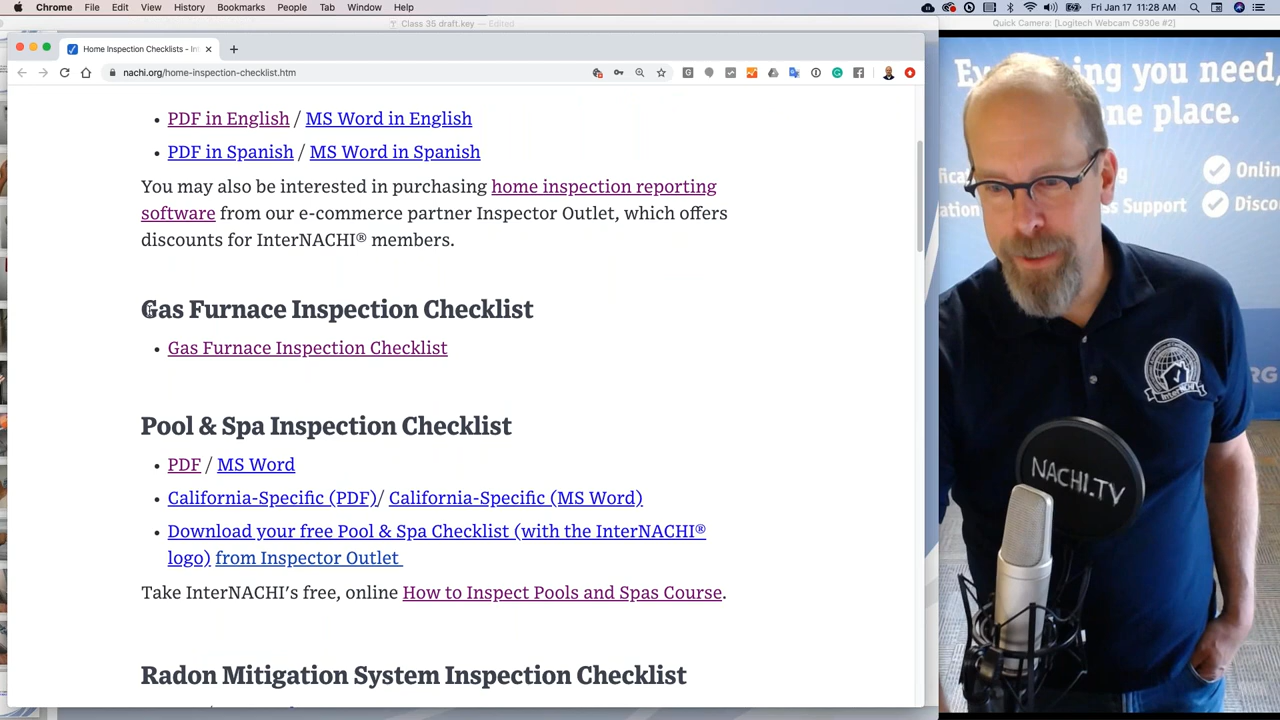 Chrome File Edit View History Bookmarks People Tab Window Help
Fri Jan 17 11:28 AM
Class 35 draft.key — Edited
Quick Camera: [Logitech Webcam C930e #2]
Home Inspection Checklists - In
nachi.org/home-inspection-checklist.htm
• PDF in English / MS Word in English
• PDF in Spanish / MS Word in Spanish
You may also be interested in purchasing home inspection reporting
software from our e-commerce partner Inspector Outlet, which offers
discounts for InterNACHI® members.
Gas Furnace Inspection Checklist
• Gas Furnace Inspection Checklist
Pool & Spa Inspection Checklist
• PDF / MS Word
• California-Specific (PDF)/ California-Specific (MS Word)
• Download your free Pool & Spa Checklist (with the InterNACHI®
logo) from Inspector Outlet
Take InterNACHI's free, online How to Inspect Pools and Spas Course.
Radon Mitigation System Inspection Checklist
you need,
one place.
Onlin
Support
Disco
InterNACHI
NACHI.TV